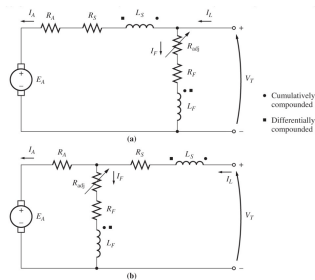 I_A
R_A
R_S
L_S
I_L
+
I_F
R_adj
R_F
L_F
+
E_A
−
V_T
−
• Cumulatively
compounded
■ Differentially
compounded
(a)
I_A
R_A
R_S
L_S
+
I_L
R_adj
I_F
R_F
L_F
+
E_A
−
V_T
−
(b)